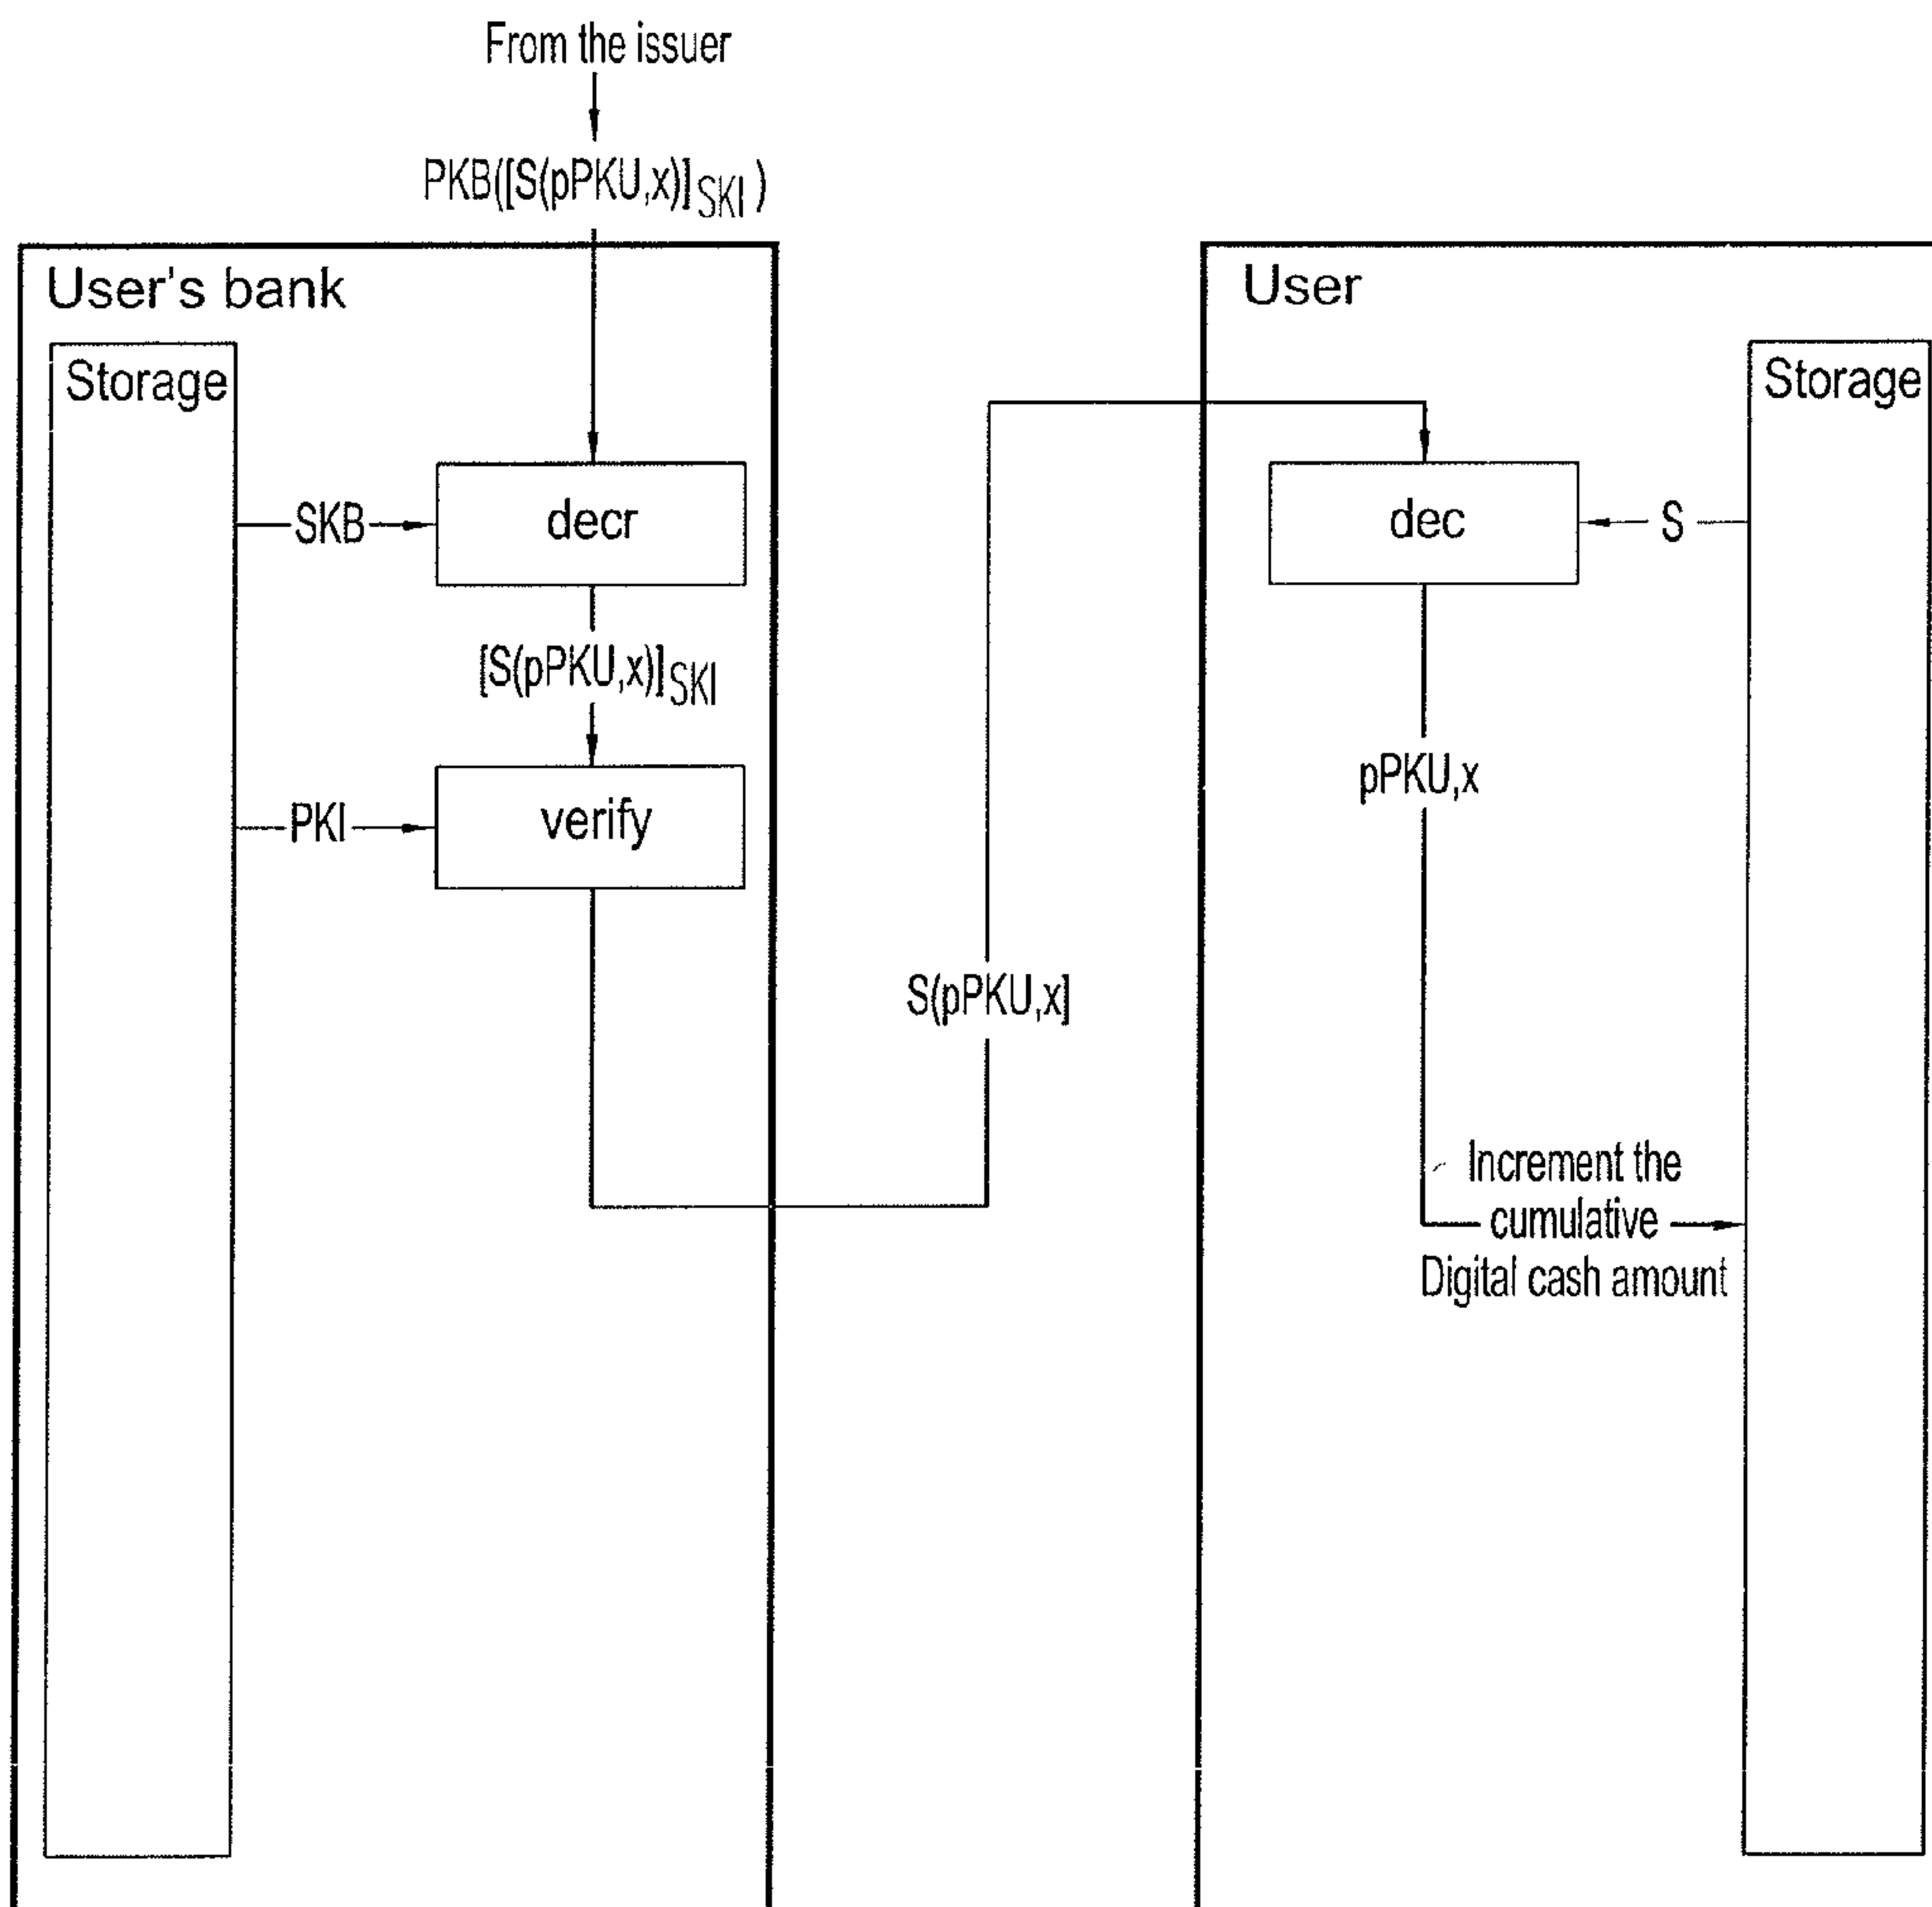 From the issuer
PKB([S(pPKU,x)]SKI )
User's bank
Storage
SKB
decr
[S(pPKU,x)]SKI
PKI
verify
S(pPKU,x]
User
Storage
dec
S
pPKU,x
Increment the
cumulative
Digital cash amount